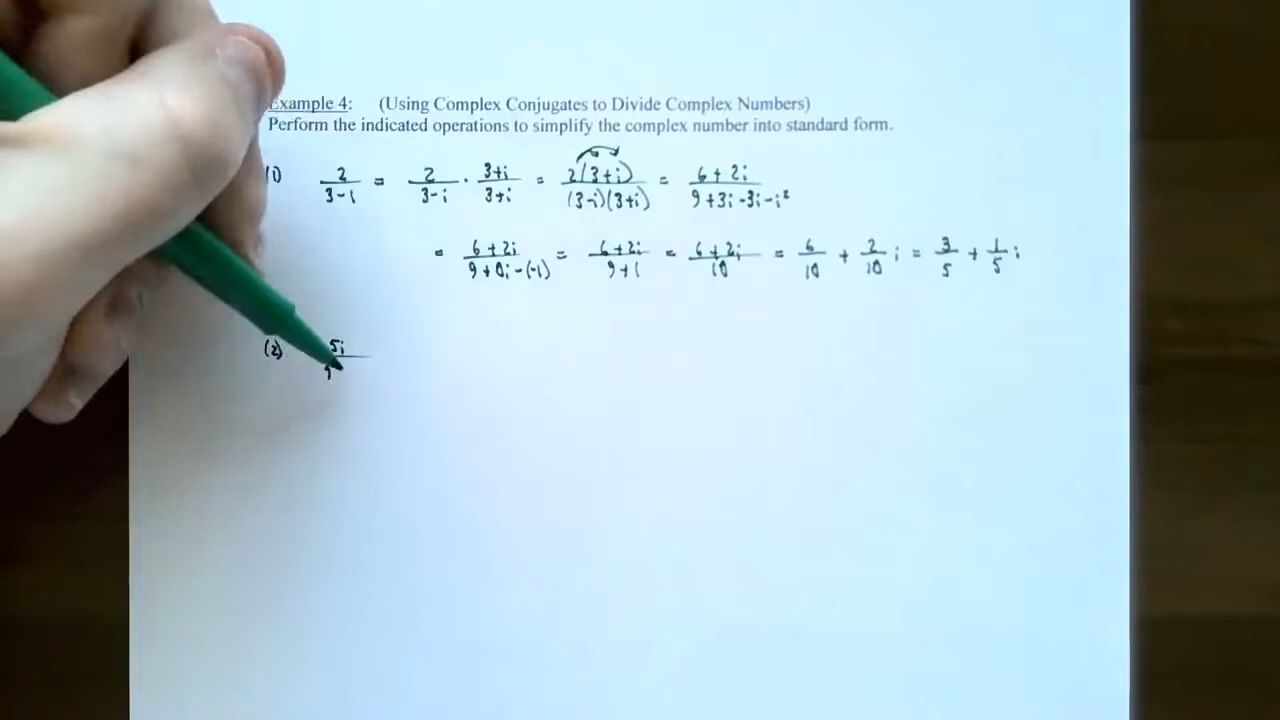 Example 4: (Using Complex Conjugates to Divide Complex Numbers)
Perform the indicated operations to simplify the complex number into standard form.
(1) 2/(3-i) = 2/(3-i) · (3+i)/(3+i) = 2(3+i)/((3-i)(3+i)) = (6+2i)/(9+3i-3i-i²)
= (6+2i)/(9+0i-(-1)) = (6+2i)/(9+1) = (6+2i)/10 = 6/10 + 2/10 i = 3/5 + 1/5 i
(2) 5i